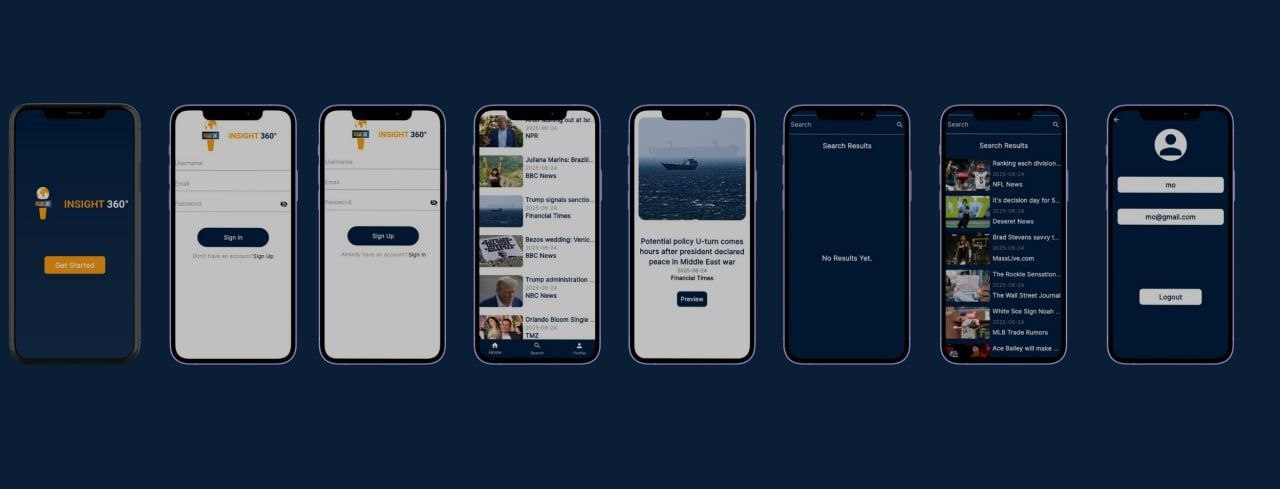 INSIGHT 360°
Get Started
INSIGHT 360°
Username
Email
Password
Sign In
Don't have an account? Sign Up
INSIGHT 360°
Username
Email
Password
Sign Up
Already have an account? Sign In
After lashing out at Isr...
2025-06-24
NPR
Juliana Marins: Brazili...
2025-06-24
BBC News
Trump signals sanctio...
2025-06-24
Financial Times
Bezos wedding: Venic...
2025-06-24
BBC News
Trump administration ...
2025-06-24
NBC News
Orlando Bloom Single ...
2025-06-24
TMZ
Home
Search
Profile
Potential policy U-turn comes
hours after president declared
peace in Middle East war
2025-06-24
Financial Times
Preview
Search
Search Results
No Results Yet.
Search
Search Results
Ranking each division...
2025-06-24
NFL News
It's decision day for 5...
2025-06-24
Deseret News
Brad Stevens savvy t...
2025-06-24
MassLive.com
The Rookie Sensation...
2025-06-24
The Wall Street Journal
White Sox Sign Noah ...
2025-06-24
MLB Trade Rumors
Ace Bailey will make ...
mo
mo@gmail.com
Logout